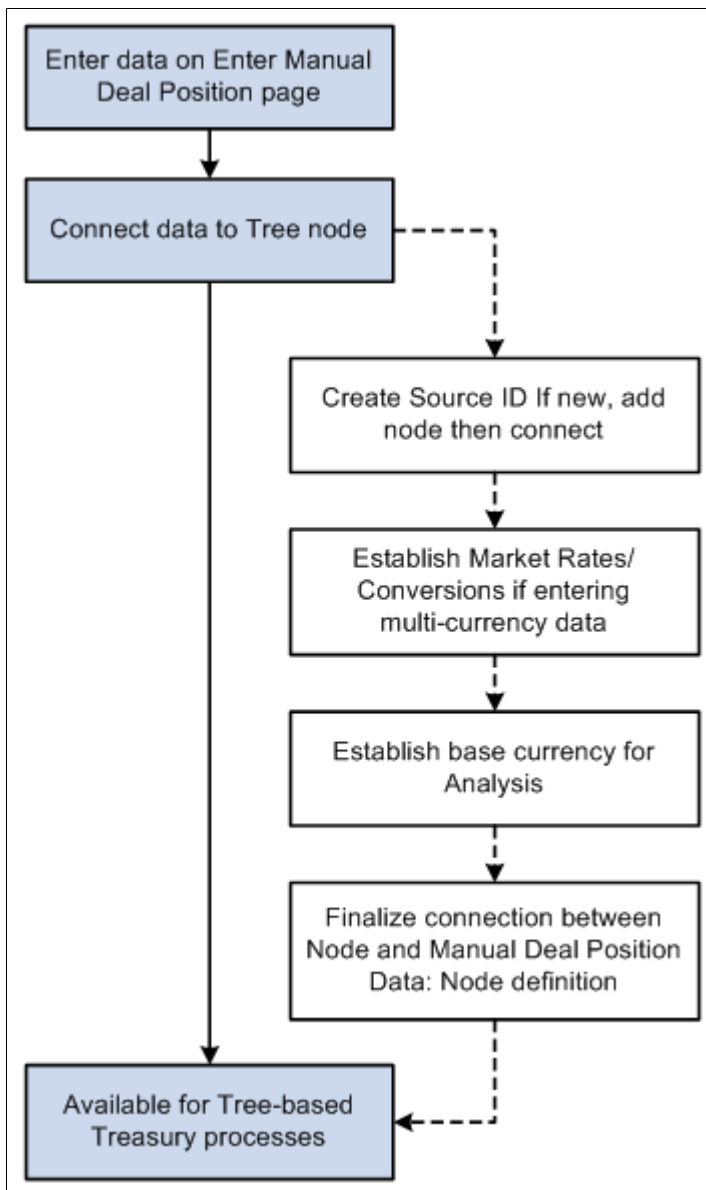 Enter data on Enter Manual
Deal Position page
Connect data to Tree node
Create Source ID If new, add
node then connect
Establish Market Rates/
Conversions if entering
multi-currency data
Establish base currency for
Analysis
Finalize connection between
Node and Manual Deal Position
Data: Node definition
Available for Tree-based
Treasury processes